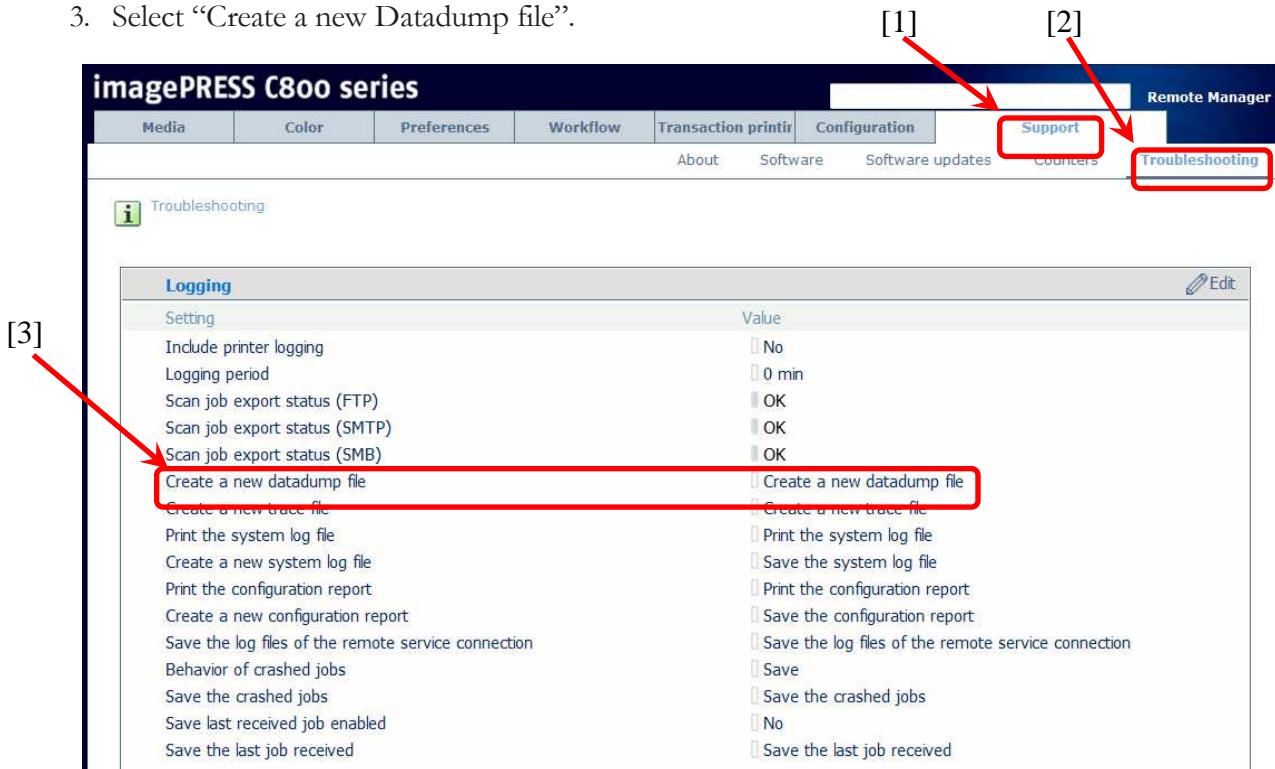 3. Select “Create a new Datadump file”.
[1] [2]
imagePRESS C800 series
Remote Manager
Media Color Preferences Workflow Transaction printin Configuration Support
About Software Software updates Counters Troubleshooting
Troubleshooting
Logging Edit
Setting Value
[3]
Include printer logging No
Logging period 0 min
Scan job export status (FTP) OK
Scan job export status (SMTP) OK
Scan job export status (SMB) OK
Create a new datadump file Create a new datadump file
Create a new trace file Create a new trace file
Print the system log file Print the system log file
Create a new system log file Save the system log file
Print the configuration report Print the configuration report
Create a new configuration report Save the configuration report
Save the log files of the remote service connection Save the log files of the remote service connection
Behavior of crashed jobs Save
Save the crashed jobs Save the crashed jobs
Save last received job enabled No
Save the last job received Save the last job received